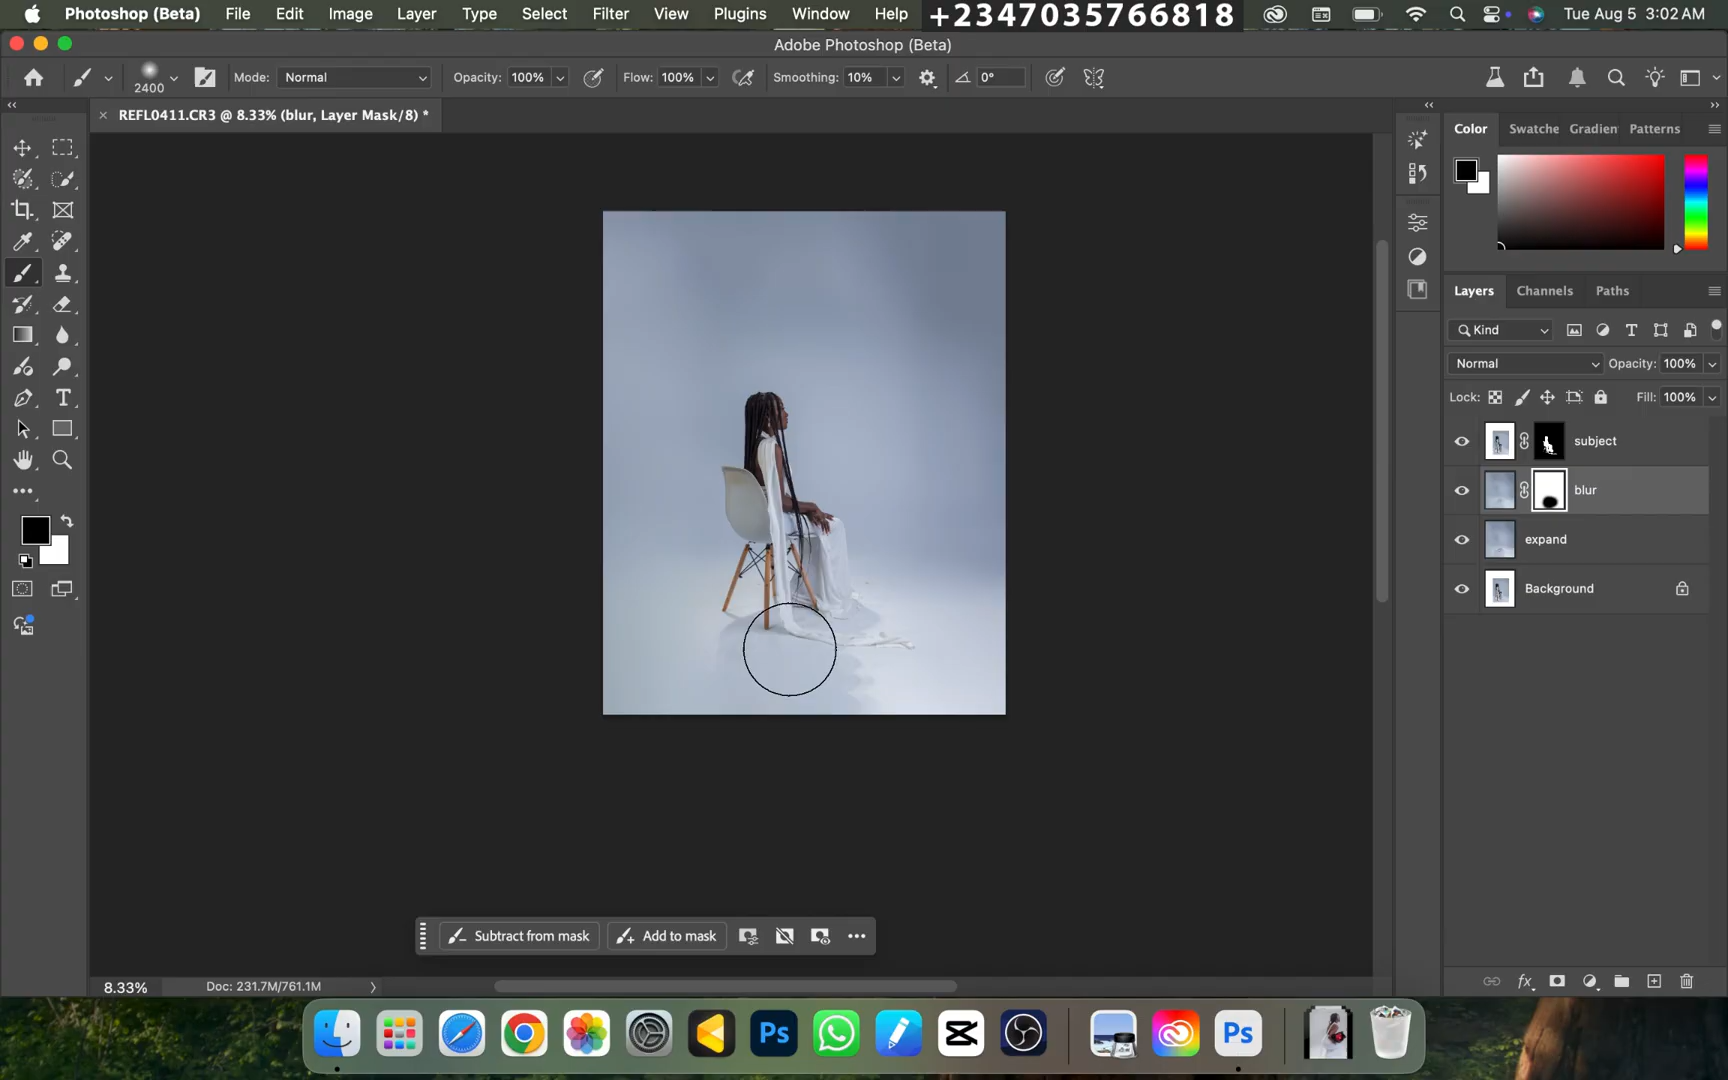 Photoshop (Beta) File Edit Image Layer Type Select Filter View Plugins Window Help +2347035766818 Tue Aug 5 3:02 AM
Adobe Photoshop (Beta)
2400 Mode: Normal Opacity: 100% Flow: 100% Smoothing: 10% 0°
REFL0411.CR3 @ 8.33% (blur, Layer Mask/8) *
Color Swatche Gradien Patterns
Layers Channels Paths
Kind
Normal Opacity: 100%
Lock: Fill: 100%
subject
blur
expand
Background
Subtract from mask Add to mask
8.33% Doc: 231.7M/761.1M
Ps Ps